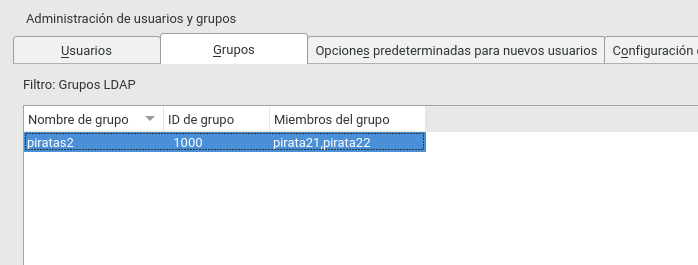 Administración de usuarios y grupos
Usuarios Grupos Opciones predeterminadas para nuevos usuarios Configuración
Filtro: Grupos LDAP
Nombre de grupo ID de grupo Miembros del grupo
piratas2 1000 pirata21,pirata22